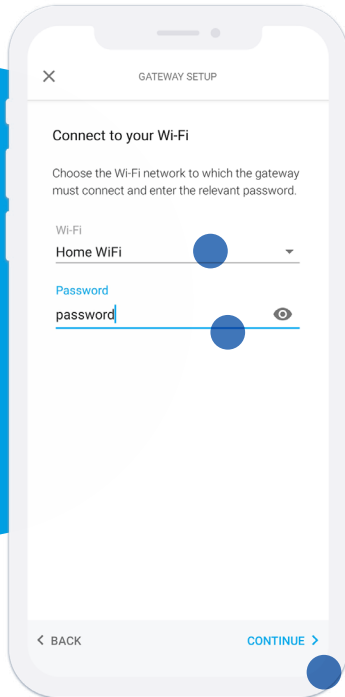 GATEWAY SETUP
Connect to your Wi-Fi
Choose the Wi-Fi network to which the gateway
must connect and enter the relevant password.
Wi-Fi
Home WiFi
Password
password
BACK
CONTINUE